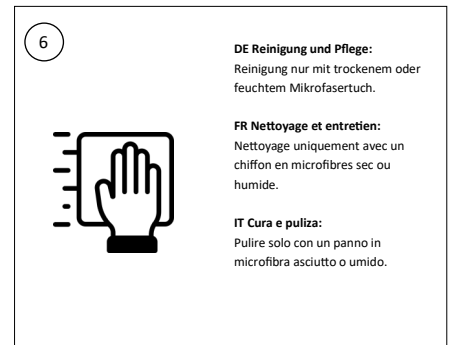 6
DE Reinigung und Pflege:
Reinigung nur mit trockenem oder
feuchtem Mikrofasertuch.
FR Nettoyage et entretien:
Nettoyage uniquement avec un
chiffon en microfibres sec ou
humide.
IT Cura e puliza:
Pulire solo con un panno in
microfibra asciutto o umido.